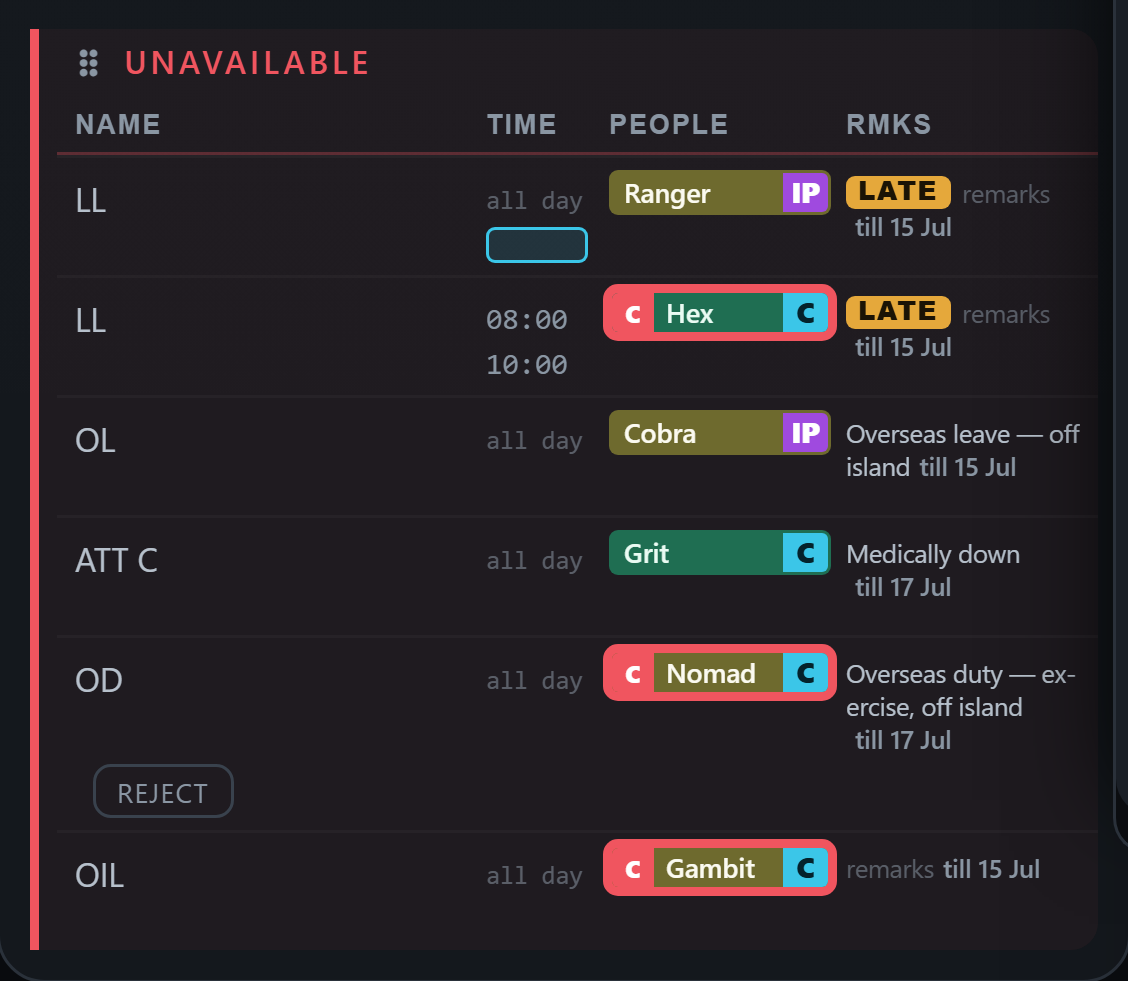 UNAVAILABLE
NAME TIME PEOPLE RMKS
LL all day Ranger IP LATE remarks
till 15 Jul
LL 08:00 c Hex C LATE remarks
10:00 till 15 Jul
OL all day Cobra IP Overseas leave — off
island till 15 Jul
ATT C all day Grit C Medically down
till 17 Jul
OD all day c Nomad C Overseas duty — ex-
ercise, off island
till 17 Jul
REJECT
OIL all day c Gambit C remarks till 15 Jul